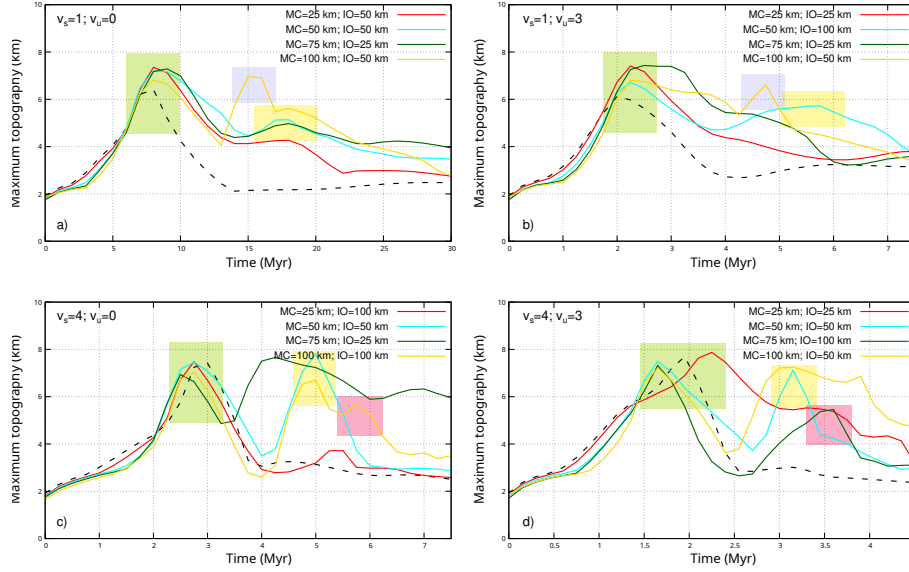 v_s=1; v_u=0
MC=25 km; IO=50 km
MC=50 km; IO=50 km
MC=75 km; IO=25 km
MC=100 km; IO=50 km
Maximum topography (km)
10
8
6
4
2
0
a)
0 5 10 15 20 25 30
Time (Myr)
v_s=1; v_u=3
MC=25 km; IO=25 km
MC=50 km; IO=100 km
MC=75 km; IO=25 km
MC=100 km; IO=50 km
Maximum topography (km)
10
8
6
4
2
0
b)
0 1 2 3 4 5 6 7
Time (Myr)
v_s=4; v_u=0
MC=25 km; IO=100 km
MC=50 km; IO=50 km
MC=75 km; IO=25 km
MC=100 km; IO=100 km
Maximum topography (km)
10
8
6
4
2
0
c)
0 1 2 3 4 5 6 7
Time (Myr)
v_s=4; v_u=3
MC=25 km; IO=25 km
MC=50 km; IO=50 km
MC=75 km; IO=100 km
MC=100 km; IO=50 km
Maximum topography (km)
10
8
6
4
2
0
d)
0 0.5 1 1.5 2 2.5 3 3.5 4
Time (Myr)